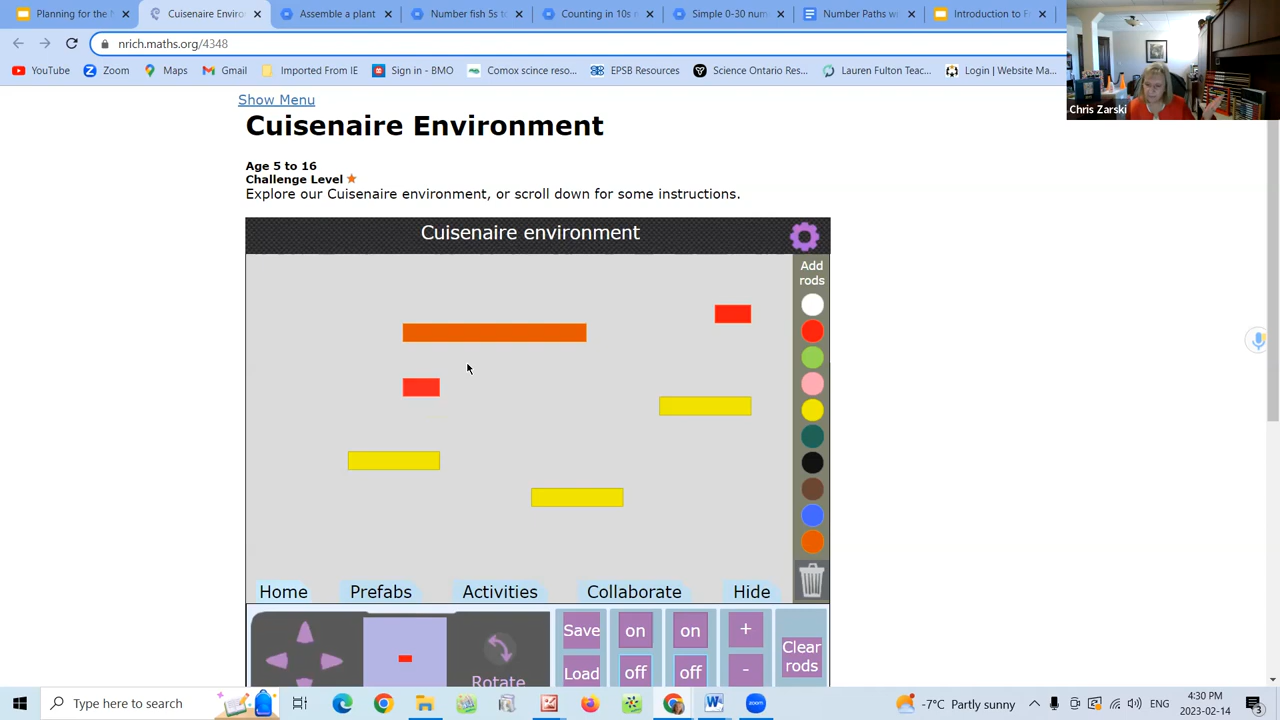 Planning for the f
Cuisenaire Enviro
Assemble a plant
Number fish 5s t
Counting in 10s n
Simple 0-30 num
Number Paths wi
Introduction to F
nrich.maths.org/4348
YouTube
Zoom
Maps
Gmail
Imported From IE
Sign in - BMO
Commonsence reso...
EPSB Resources
Science Ontario Res...
Lauren Fulton Teac...
Login | Website Ma...
Chris Zarski
Show Menu
Cuisenaire Environment
Age 5 to 16
Challenge Level
Explore our Cuisenaire environment, or scroll down for some instructions.
Cuisenaire environment
Add
rods
Home
Prefabs
Activities
Collaborate
Hide
Save
on
on
+
Clear
rods
Load
off
off
-
Rotate
Type here to search
-7°C Partly sunny
ENG
4:30 PM
2023-02-14
3